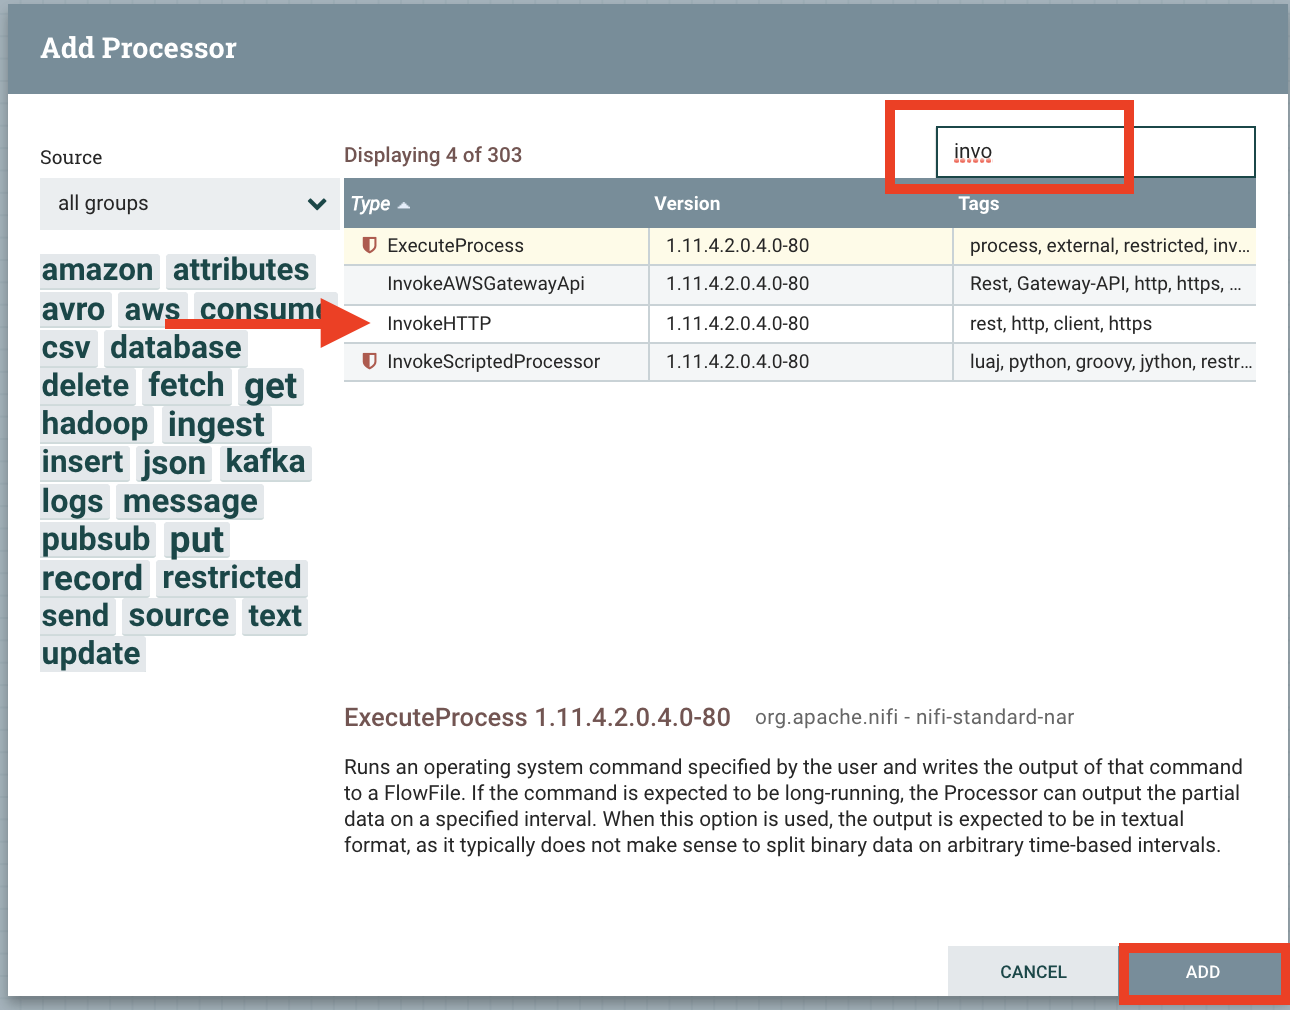 Add Processor
Source
Displaying 4 of 303
invo
all groups
Type Version Tags
ExecuteProcess 1.11.4.2.0.4.0-80 process, external, restricted, inv...
InvokeAWSGatewayApi 1.11.4.2.0.4.0-80 Rest, Gateway-API, http, https, ...
InvokeHTTP 1.11.4.2.0.4.0-80 rest, http, client, https
InvokeScriptedProcessor 1.11.4.2.0.4.0-80 luaj, python, groovy, jython, restr...
amazon attributes
avro aws consume
csv database
delete fetch get
hadoop ingest
insert json kafka
logs message
pubsub put
record restricted
send source text
update
ExecuteProcess 1.11.4.2.0.4.0-80 org.apache.nifi - nifi-standard-nar
Runs an operating system command specified by the user and writes the output of that command
to a FlowFile. If the command is expected to be long-running, the Processor can output the partial
data on a specified interval. When this option is used, the output is expected to be in textual
format, as it typically does not make sense to split binary data on arbitrary time-based intervals.
CANCEL ADD